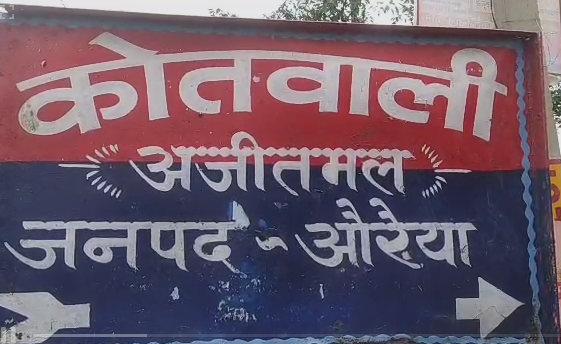 कोतवाली
अजीतमल
जनपद - औरैया